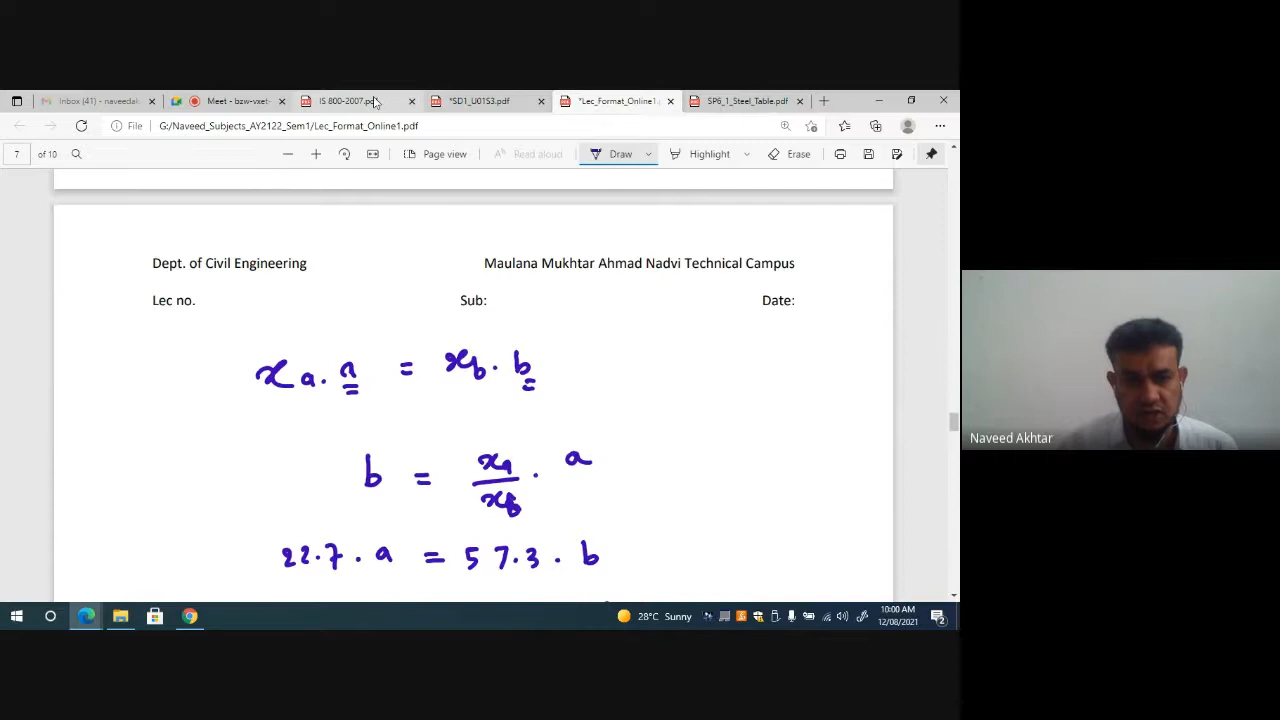 Inbox (41) - naveedak
Meet - bzw-vxet-
IS 800-2007.pdf
*SD1_U01S3.pdf
*Lec_Format_Online1.
SP6_1_Steel_Table.pdf
File
G:/Naveed_Subjects_AY2122_Sem1/Lec_Format_Online1.pdf
7 of 10
Page view
Read aloud
Draw
Highlight
Erase
Dept. of Civil Engineering
Maulana Mukhtar Ahmad Nadvi Technical Campus
Lec no.
Sub:
Date:
xa . a = xb . b
b = xa/xb . a
22.7 . a = 57.3 . b
Naveed Akhtar
28°C Sunny
10:00 AM
12/08/2021
2